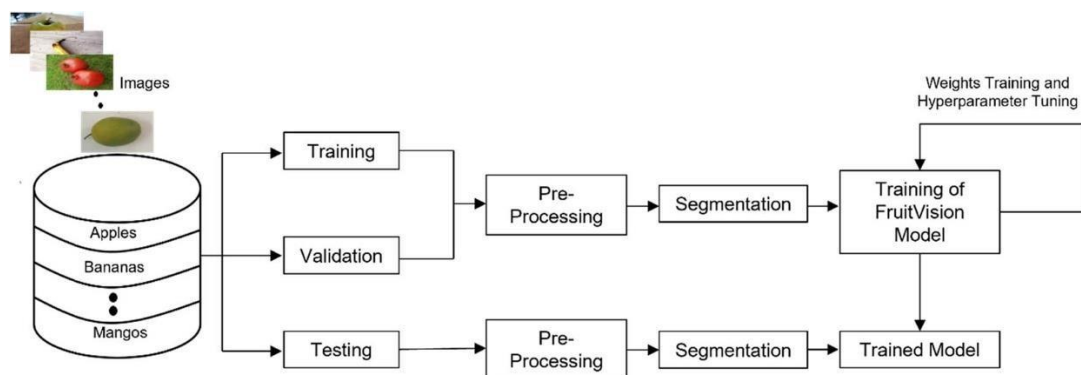 Images
Apples
Bananas
Mangos
Training
Validation
Testing
Pre-
Processing
Segmentation
Weights Training and
Hyperparameter Tuning
Training of
FruitVision
Model
Pre-
Processing
Segmentation
Trained Model